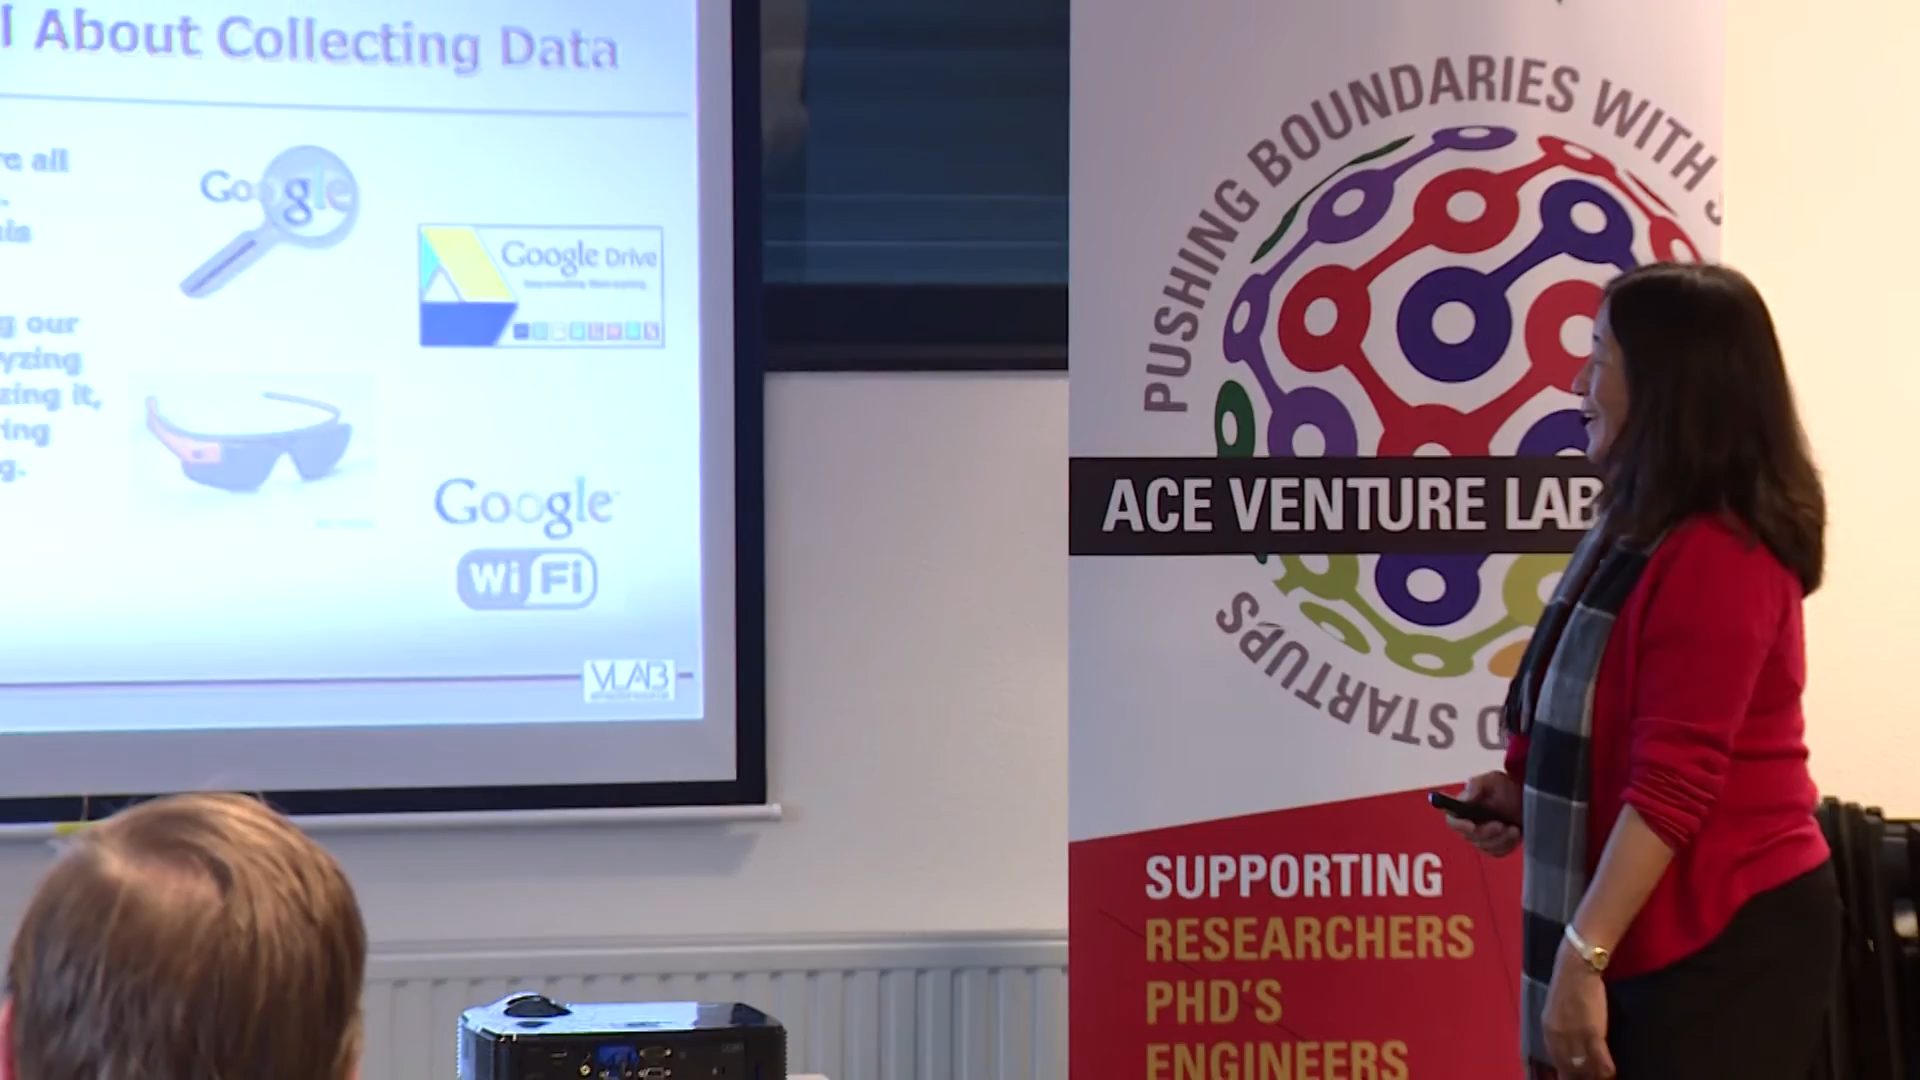 l About Collecting Data
re all
Google
Google Drive
g our
yzing
zing it,
ring
g.
Google
WiFi
VLAB
PUSHING BOUNDARIES WITH
ACE VENTURE LAB
STARTUPS
SUPPORTING
RESEARCHERS
PHD'S
ENGINEERS